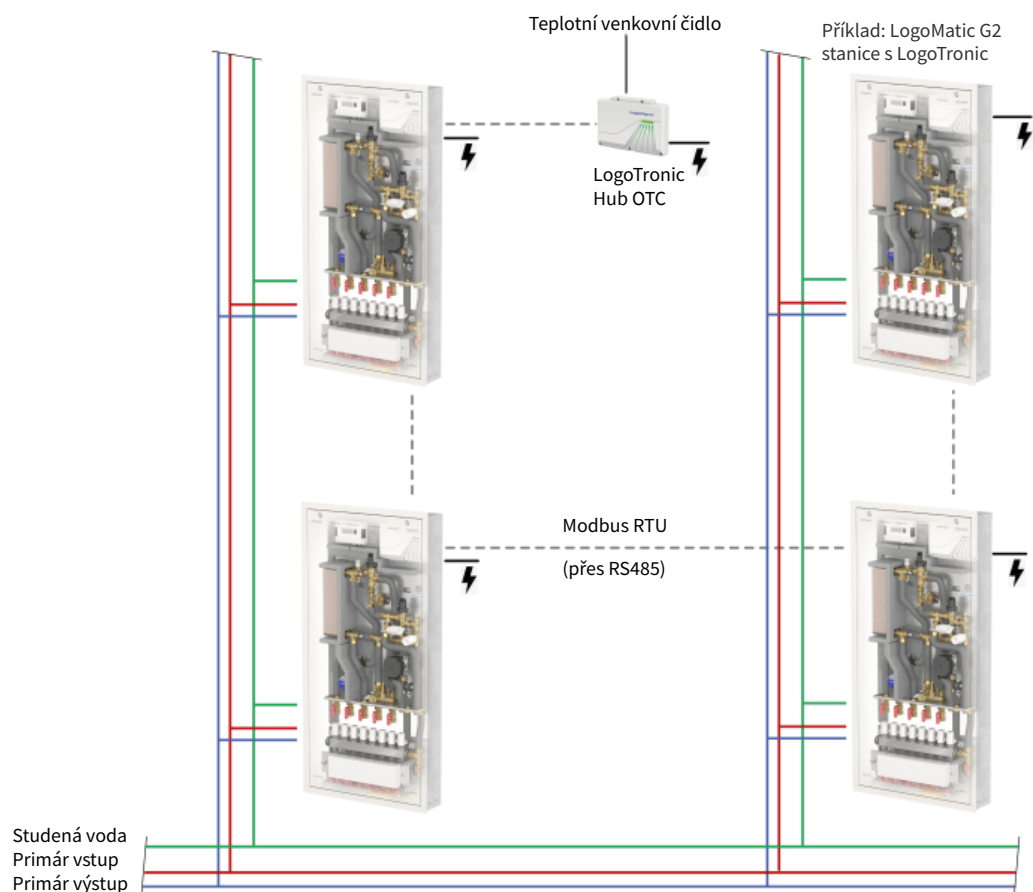 Teplotní venkovní čidlo
Příklad: LogoMatic G2
stanice s LogoTronic
LogoTronic
Hub OTC
Modbus RTU
(přes RS485)
Studená voda
Primár vstup
Primár výstup